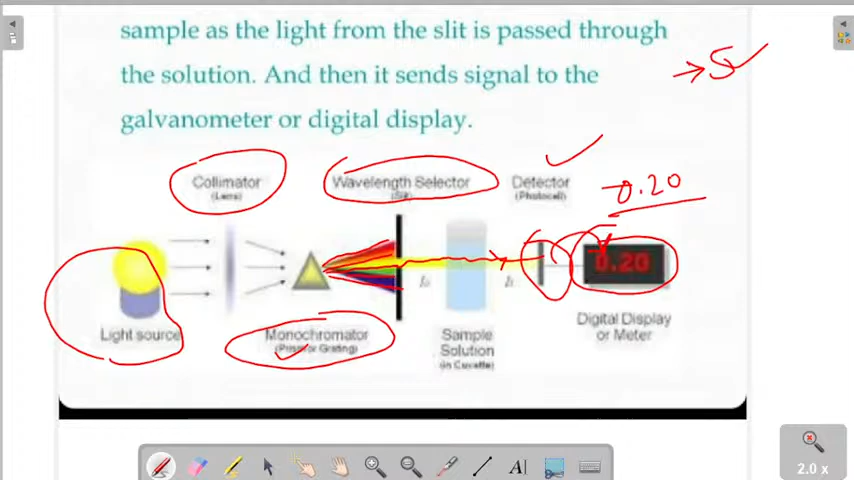 sample as the light from the slit is passed through
the solution. And then it sends signal to the
galvanometer or digital display.
Collimator
(Lens)
Wavelength Selector
(Slit)
Detector
(Photocell)
0.20
0.20
I₀
Light source
Monochromator
(Prism or Grating)
Sample
Solution
(in Cuvette)
Digital Display
or Meter
A
2.0 x